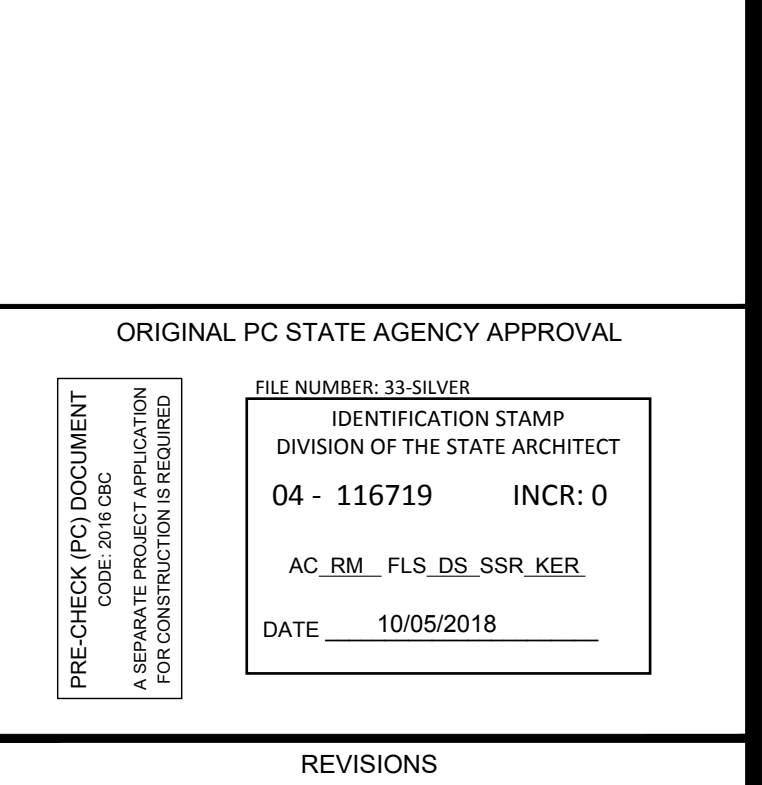 ORIGINAL PC STATE AGENCY APPROVAL
PRE-CHECK (PC) DOCUMENT
CODE: 2016 CBC
A SEPARATE PROJECT APPLICATION
FOR CONSTRUCTION IS REQUIRED
FILE NUMBER: 33-SILVER
IDENTIFICATION STAMP
DIVISION OF THE STATE ARCHITECT
04 - 116719 INCR: 0
AC RM FLS DS SSR KER
DATE 10/05/2018
REVISIONS